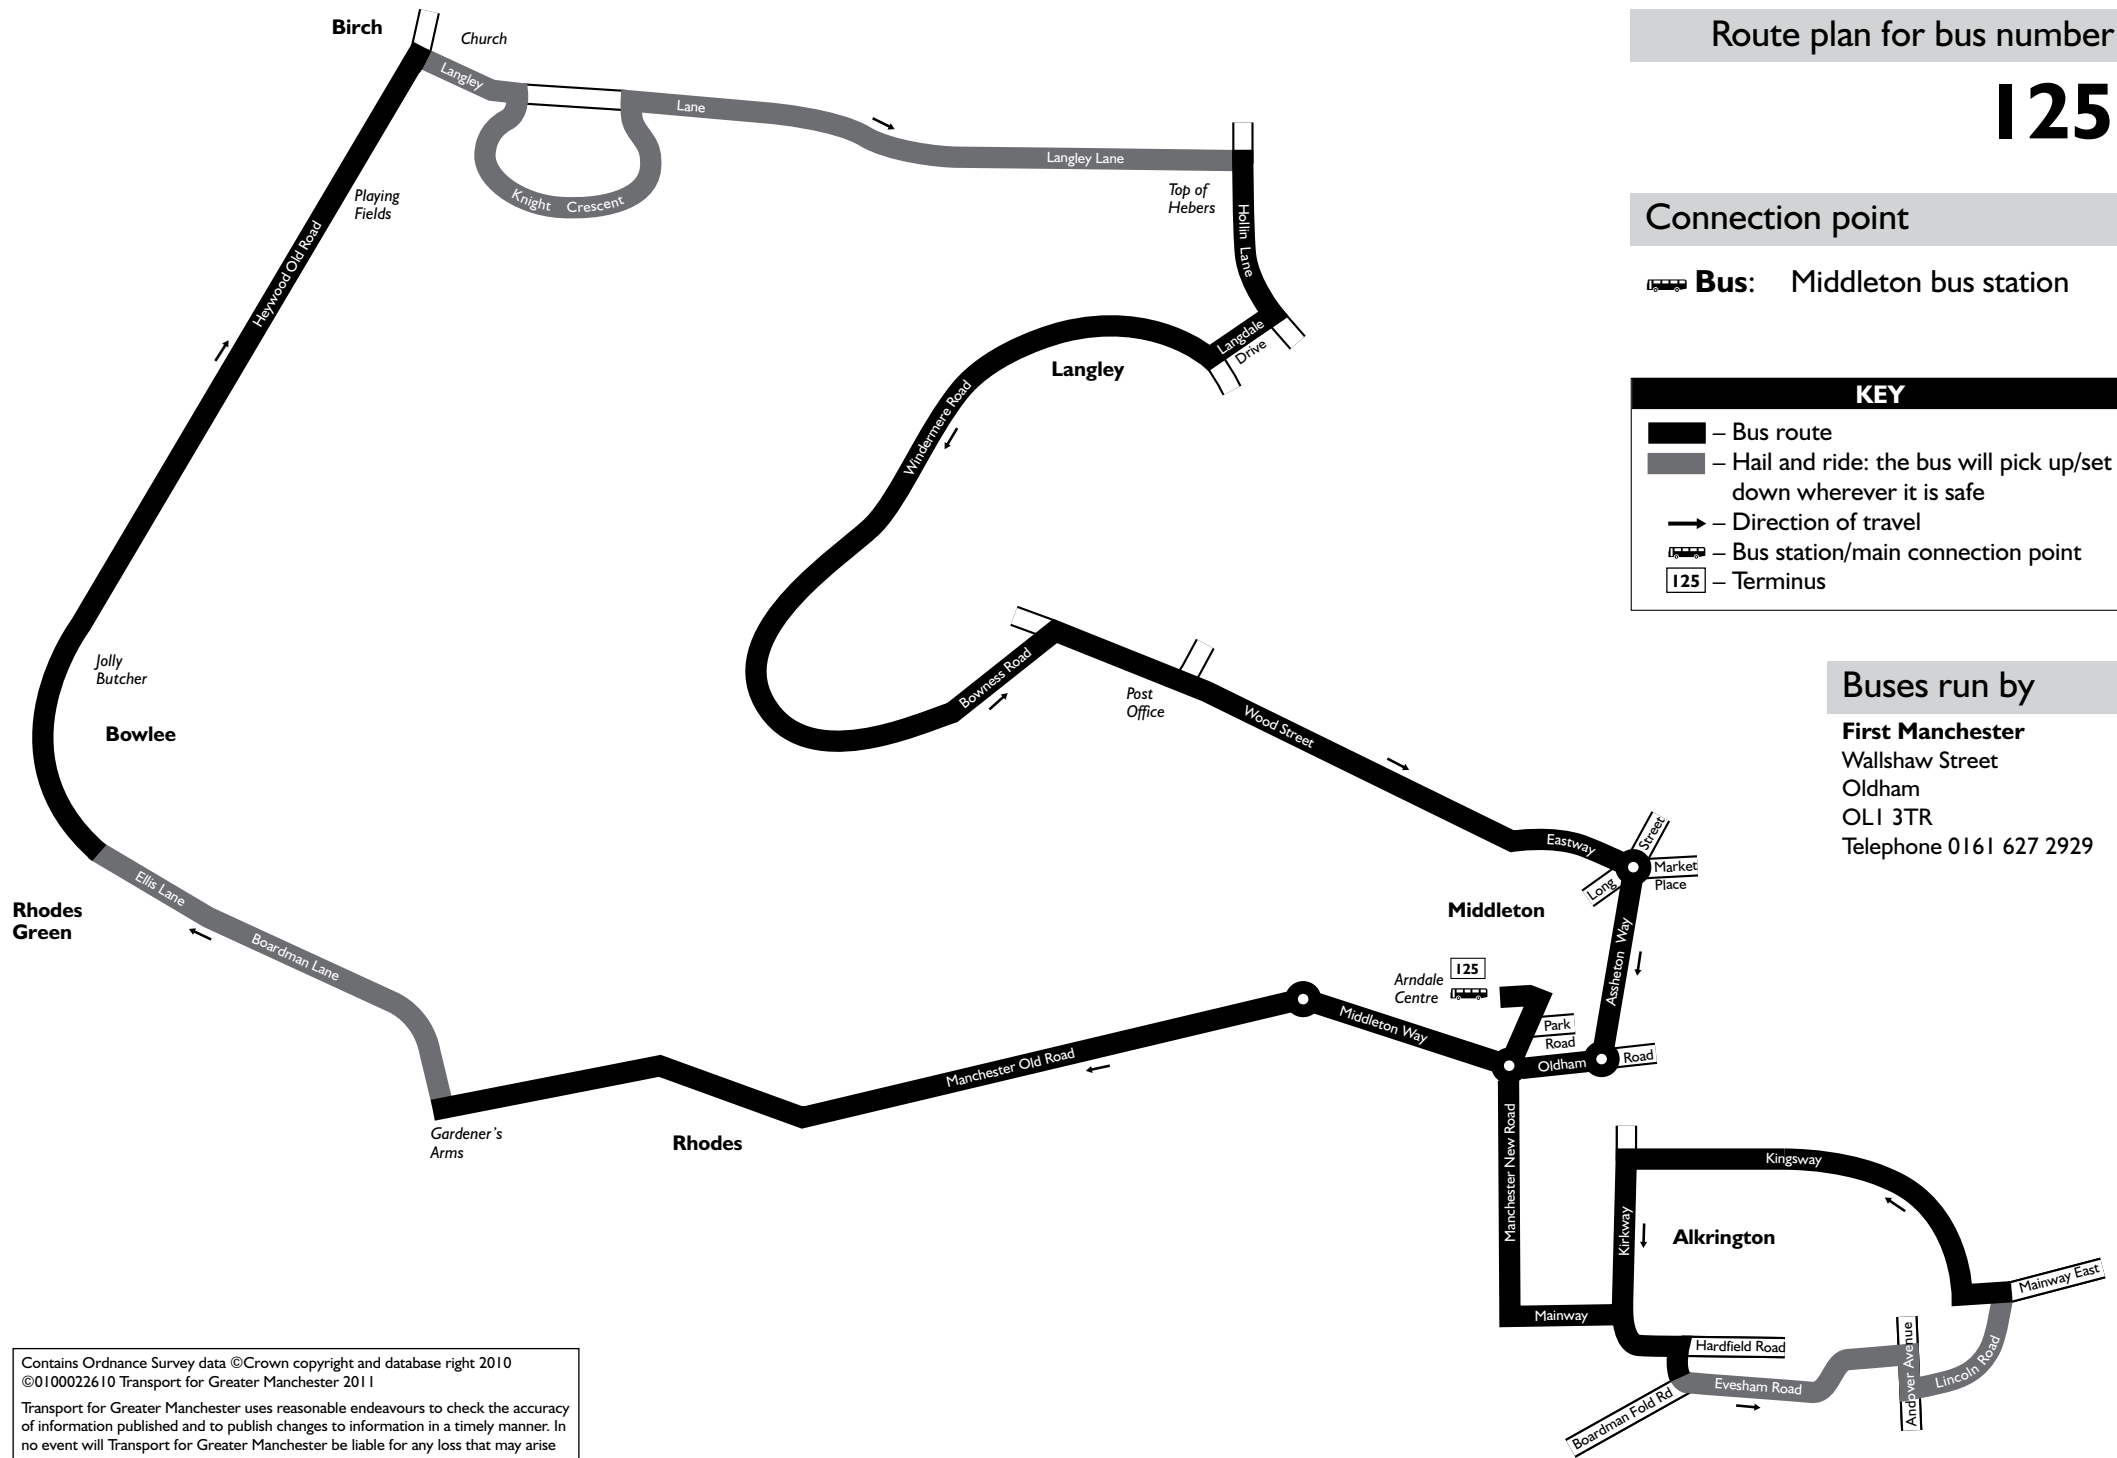 Route plan for bus number
125
Connection point
Bus: Middleton bus station
KEY
– Bus route
– Hail and ride: the bus will pick up/set
down wherever it is safe
– Direction of travel
– Bus station/main connection point
125 – Terminus
Buses run by
First Manchester
Wallshaw Street
Oldham
OL1 3TR
Telephone 0161 627 2929
Birch
Church
Langley
Lane
Knight Crescent
Langley Lane
Top of
Hebers
Hollin Lane
Langdale
Drive
Langley
Windermere Road
Playing
Fields
Heywood Old Road
Jolly
Butcher
Bowlee
Bowness Road
Post
Office
Wood Street
Eastway
Street
Long
Market
Place
Middleton
Assheton Way
Rhodes
Green
Ellis Lane
Boardman Lane
Gardener's
Arms
Rhodes
Manchester Old Road
Middleton Way
Arndale
Centre
125
Park
Road
Oldham
Road
Manchester New Road
Mainway
Kirkway
Kingsway
Alkrington
Mainway East
Hardfield Road
Evesham Road
Boardman Fold Rd
Andover Avenue
Lincoln Road
Contains Ordnance Survey data ©Crown copyright and database right 2010
©0100022610 Transport for Greater Manchester 2011
Transport for Greater Manchester uses reasonable endeavours to check the accuracy
of information published and to publish changes to information in a timely manner. In
no event will Transport for Greater Manchester be liable for any loss that may arise